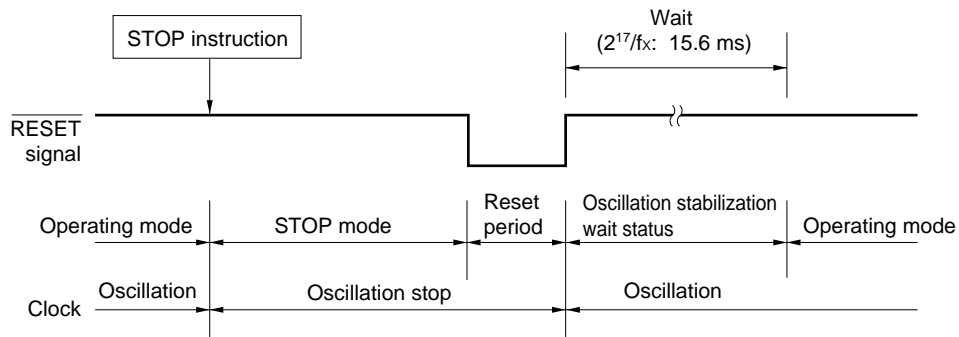 Wait
(2¹⁷/fx: 15.6 ms)
STOP instruction
RESET
signal
Operating mode
STOP mode
Reset
period
Oscillation stabilization
wait status
Operating mode
Clock
Oscillation
Oscillation stop
Oscillation